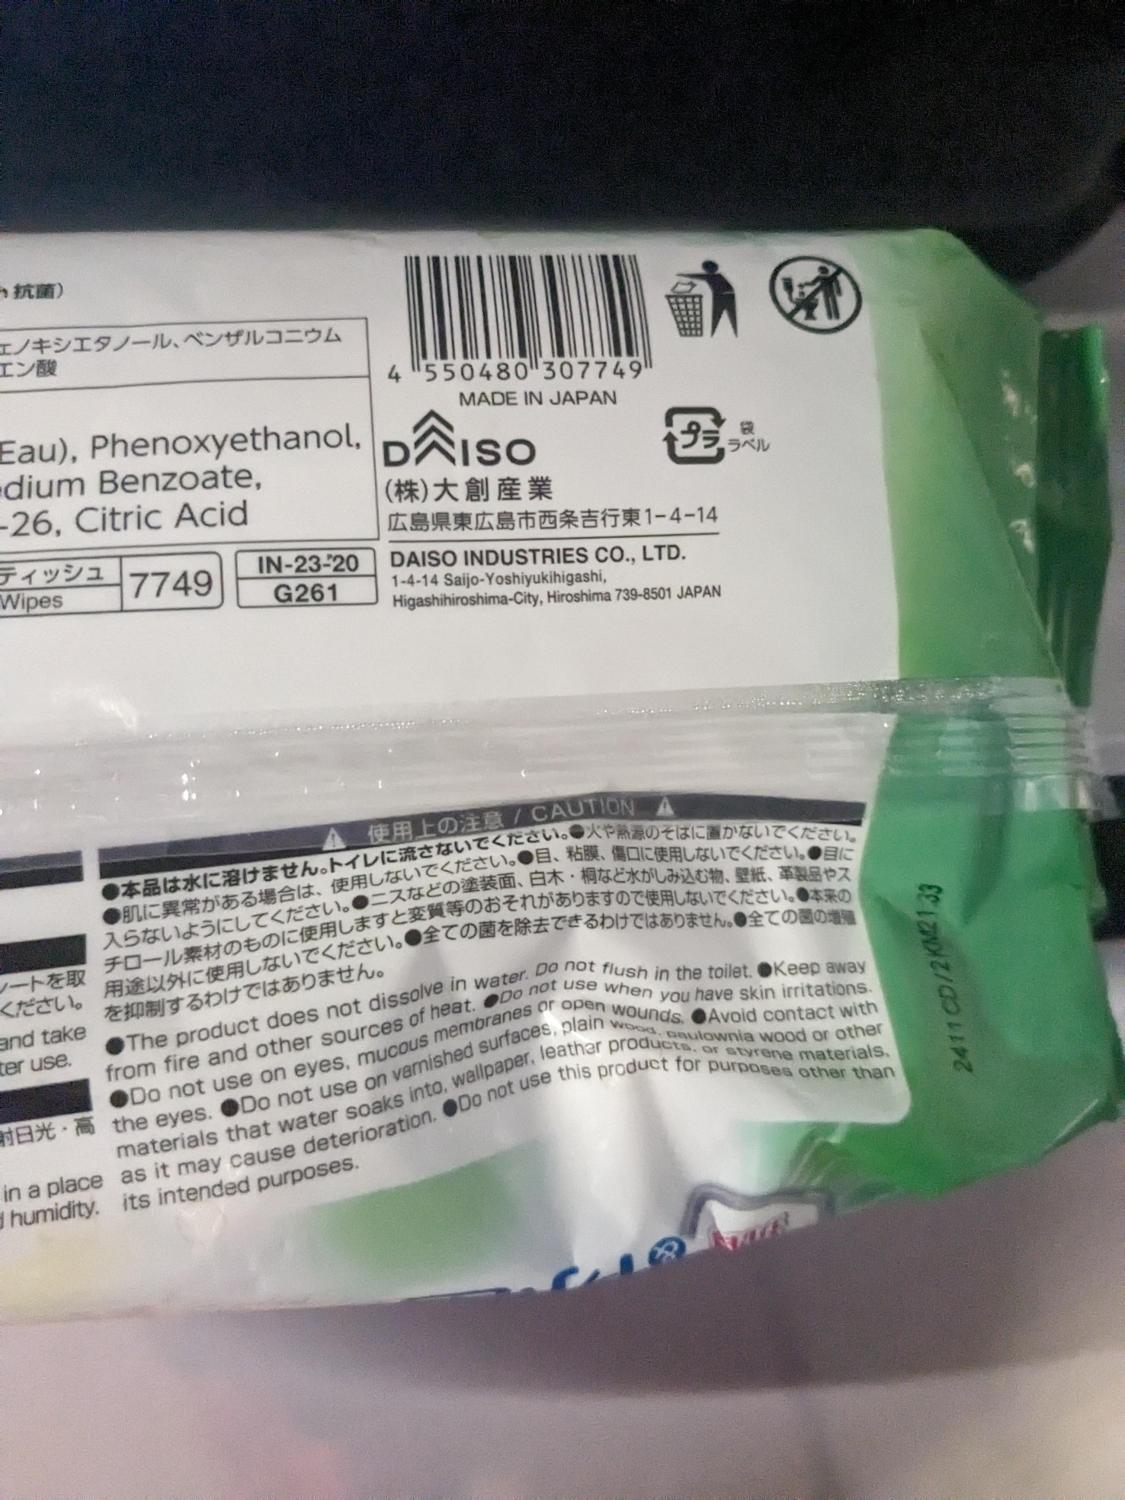 抗菌）
ェノキシエタノール、ベンザルコニウム
エン酸
Eau), Phenoxyethanol,
dium Benzoate,
-26, Citric Acid
ティッシュ
Wipes
7749
IN-23-'20
G261
4 550480 307749
MADE IN JAPAN
DAISO
プラ
袋
ラベル
(株)大創産業
広島県東広島市西条吉行東1-4-14
DAISO INDUSTRIES CO., LTD.
1-4-14 Saijo-Yoshiyukihigashi,
Higashihiroshima-City, Hiroshima 739-8501 JAPAN
ートを取
ください。
and take
ter use.
射日光・高
in a place
humidity.
使用上の注意 / CAUTION
●本品は水に溶けません。トイレに流さないでください。●火や熱源のそばに置かないでください。
●肌に異常がある場合は、使用しないでください。●目、粘膜、傷口に使用しないでください。●目に
入らないようにしてください。●ニスなどの塗装面、白木・桐など水がしみ込む物、壁紙、革製品やス
チロール素材のものに使用しますと変質等のおそれがありますので使用しないでください。●本来の
用途以外に使用しないでください。●全ての菌を除去できるわけではありません。●全ての菌の増殖
を抑制するわけではありません。
●The product does not dissolve in water. Do not flush in the toilet. ●Keep away
from fire and other sources of heat. ●Do not use when you have skin irritations.
●Do not use on eyes, mucous membranes or open wounds. ●Avoid contact with
the eyes. ●Do not use on varnished surfaces, plain wood, paulownia wood or other
materials that water soaks into, wallpaper, leather products, or styrene materials,
as it may cause deterioration. ●Do not use this product for purposes other than
its intended purposes.
2411CD/2KM2133